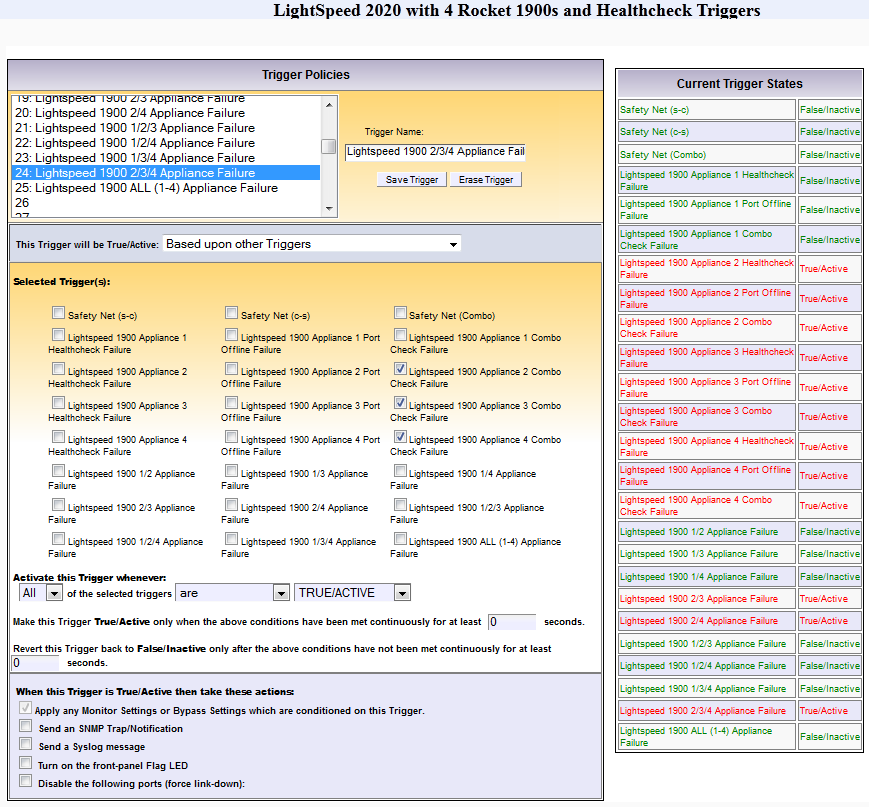 LightSpeed 2020 with 4 Rocket 1900s and Healthcheck Triggers
Trigger Policies
19: Lightspeed 1900 2/3 Appliance Failure
20: Lightspeed 1900 2/4 Appliance Failure
21: Lightspeed 1900 1/2/3 Appliance Failure
22: Lightspeed 1900 1/2/4 Appliance Failure
23: Lightspeed 1900 1/3/4 Appliance Failure
24: Lightspeed 1900 2/3/4 Appliance Failure
25: Lightspeed 1900 ALL (1-4) Appliance Failure
26
27
Trigger Name:
Lightspeed 1900 2/3/4 Appliance Fail
Save Trigger Erase Trigger
This Trigger will be True/Active: Based upon other Triggers
Selected Trigger(s):
Safety Net (s-c) Safety Net (c-s) Safety Net (Combo)
Lightspeed 1900 Appliance 1 Lightspeed 1900 Appliance 1 Port Lightspeed 1900 Appliance 1 Combo
Healthcheck Failure Offline Failure Check Failure
Lightspeed 1900 Appliance 2 Lightspeed 1900 Appliance 2 Port Lightspeed 1900 Appliance 2 Combo
Healthcheck Failure Offline Failure Check Failure
Lightspeed 1900 Appliance 3 Lightspeed 1900 Appliance 3 Port Lightspeed 1900 Appliance 3 Combo
Healthcheck Failure Offline Failure Check Failure
Lightspeed 1900 Appliance 4 Lightspeed 1900 Appliance 4 Port Lightspeed 1900 Appliance 4 Combo
Healthcheck Failure Offline Failure Check Failure
Lightspeed 1900 1/2 Appliance Lightspeed 1900 1/3 Appliance Lightspeed 1900 1/4 Appliance
Failure Failure Failure
Lightspeed 1900 2/3 Appliance Lightspeed 1900 2/4 Appliance Lightspeed 1900 1/2/3 Appliance
Failure Failure Failure
Lightspeed 1900 1/2/4 Appliance Lightspeed 1900 1/3/4 Appliance Lightspeed 1900 ALL (1-4) Appliance
Failure Failure Failure
Activate this Trigger whenever:
All of the selected triggers are TRUE/ACTIVE
Make this Trigger True/Active only when the above conditions have been met continuously for at least 0 seconds.
Revert this Trigger back to False/Inactive only after the above conditions have not been met continuously for at least
0 seconds.
When this Trigger is True/Active then take these actions:
Apply any Monitor Settings or Bypass Settings which are conditioned on this Trigger.
Send an SNMP Trap/Notification
Send a Syslog message
Turn on the front-panel Flag LED
Disable the following ports (force link-down):
Current Trigger States
Safety Net (s-c) False/Inactive
Safety Net (c-s) False/Inactive
Safety Net (Combo) False/Inactive
Lightspeed 1900 Appliance 1 Healthcheck
Failure False/Inactive
Lightspeed 1900 Appliance 1 Port Offline
Failure False/Inactive
Lightspeed 1900 Appliance 1 Combo
Check Failure False/Inactive
Lightspeed 1900 Appliance 2 Healthcheck
Failure True/Active
Lightspeed 1900 Appliance 2 Port Offline
Failure True/Active
Lightspeed 1900 Appliance 2 Combo
Check Failure True/Active
Lightspeed 1900 Appliance 3 Healthcheck
Failure True/Active
Lightspeed 1900 Appliance 3 Port Offline
Failure True/Active
Lightspeed 1900 Appliance 3 Combo
Check Failure True/Active
Lightspeed 1900 Appliance 4 Healthcheck
Failure True/Active
Lightspeed 1900 Appliance 4 Port Offline
Failure True/Active
Lightspeed 1900 Appliance 4 Combo
Check Failure True/Active
Lightspeed 1900 1/2 Appliance Failure False/Inactive
Lightspeed 1900 1/3 Appliance Failure False/Inactive
Lightspeed 1900 1/4 Appliance Failure False/Inactive
Lightspeed 1900 2/3 Appliance Failure True/Active
Lightspeed 1900 2/4 Appliance Failure True/Active
Lightspeed 1900 1/2/3 Appliance Failure False/Inactive
Lightspeed 1900 1/2/4 Appliance Failure False/Inactive
Lightspeed 1900 1/3/4 Appliance Failure False/Inactive
Lightspeed 1900 2/3/4 Appliance Failure True/Active
Lightspeed 1900 ALL (1-4) Appliance
Failure False/Inactive